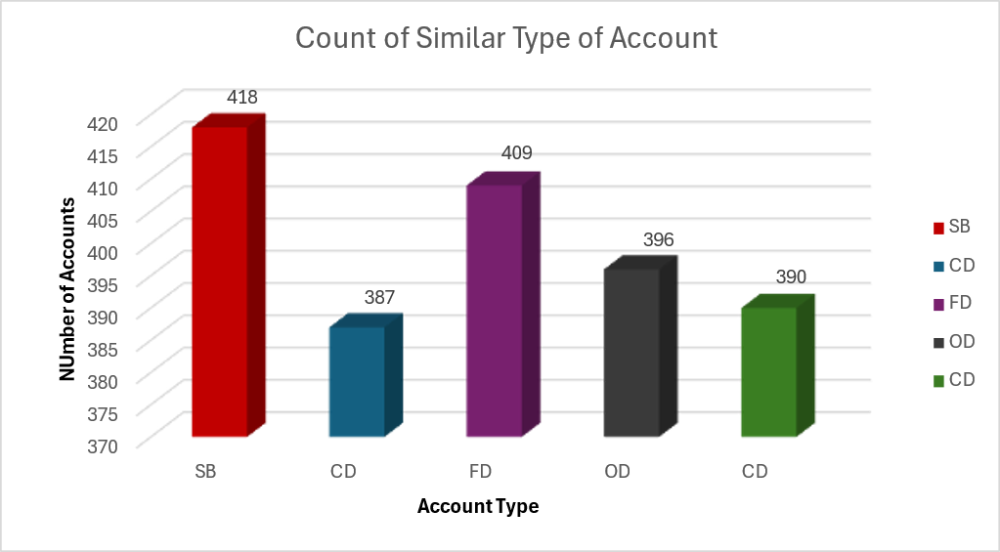 Count of Similar Type of Account
418
409
396
390
387
420
415
410
405
400
395
390
385
380
375
370
NUmber of Accounts
SB CD FD OD CD
Account Type
SB
CD
FD
OD
CD